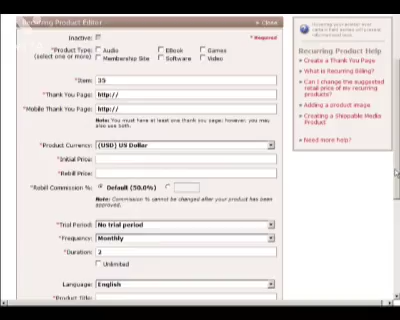 Recurring Product Editor
Close
Inactive:
* Required
*Product Type:
(select one or more)
Audio
EBook
Games
Membership Site
Software
Video
*Item: 35
*Thank You Page: http://
*Mobile Thank You Page: http://
Note: You must have at least one thank you page; however, you may
also use both.
*Product Currency: (USD) US Dollar
*Initial Price:
*Rebill Price:
*Rebill Commission %: Default (50.0%)
Note: Commission % cannot be changed after your product has been
approved.
*Trial Period: No trial period
*Frequency: Monthly
*Duration: 2
Unlimited
Language: English
*Product Title:
Recurring Product Help
Create a Thank You Page
What is Recurring Billing?
Can I change the suggested
retail price of my recurring
products?
Adding a product image
Creating a Shippable Media
Product
Need more help?